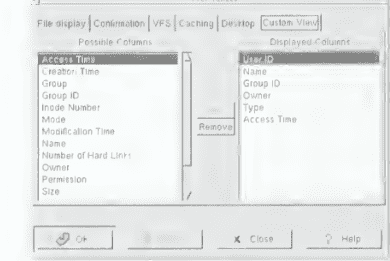 File display Confirmation VFS Caching Desktop Custom View
Possible Columns
Displayed Columns
Access Time
Creation Time
Group
Group ID
Inode Number
Mode
Modification Time
Name
Number of Hard Links
Owner
Permission
Size
Remove
User ID
Name
Group ID
Owner
Type
Access Time
OK
Close
Help